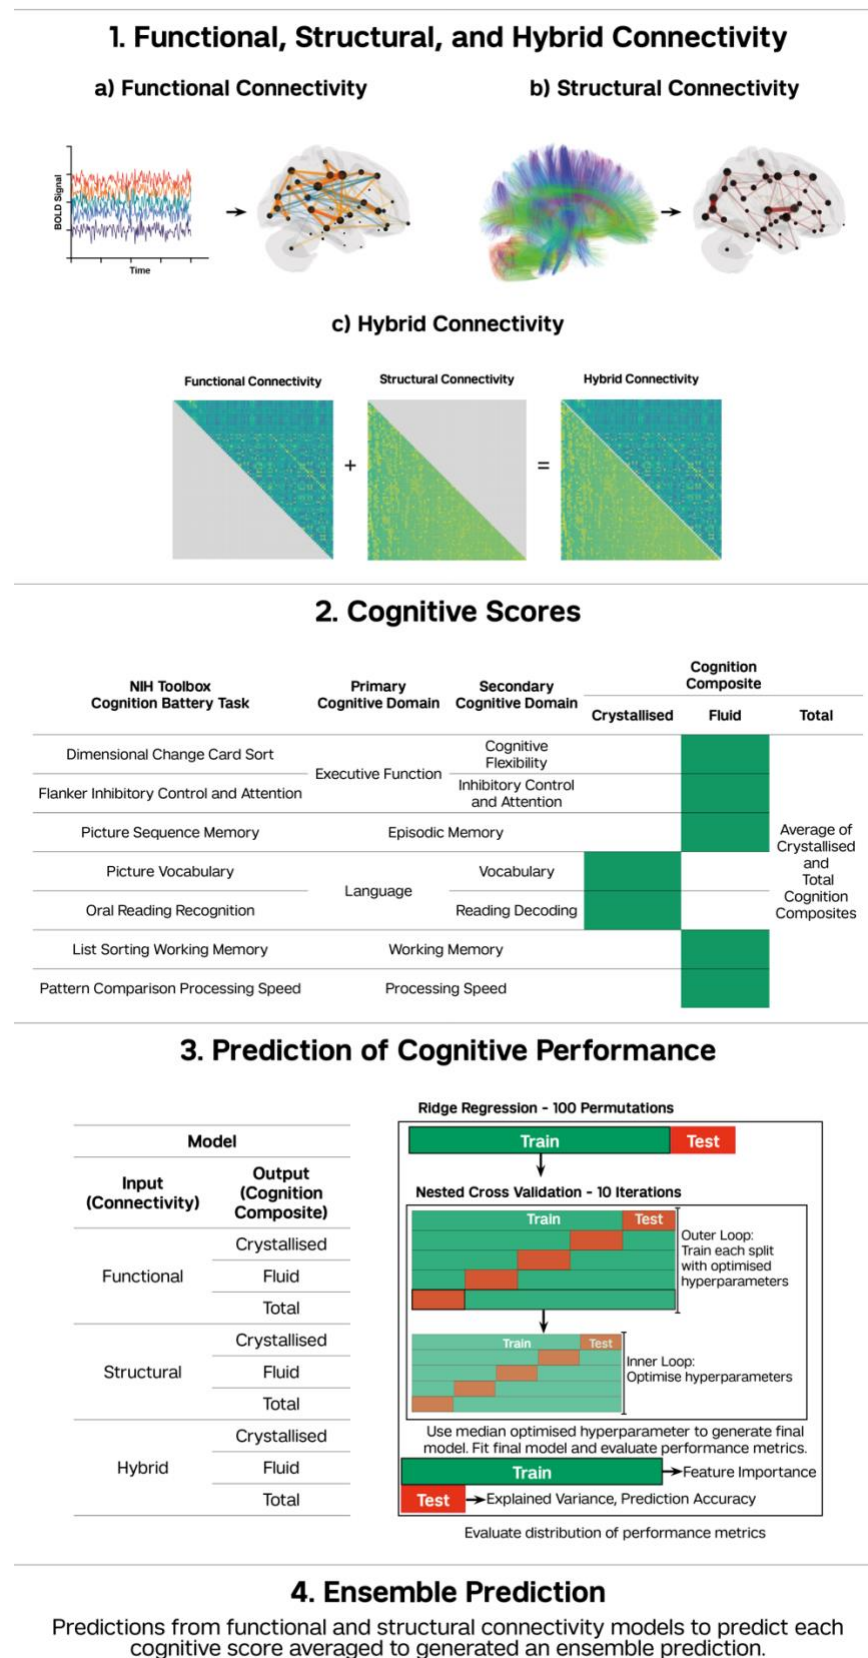 1. Functional, Structural, and Hybrid Connectivity
a) Functional Connectivity
b) Structural Connectivity
BOLD Signal
Time
c) Hybrid Connectivity
Functional Connectivity
Structural Connectivity
Hybrid Connectivity
+
=
2. Cognitive Scores
NIH Toolbox
Cognition Battery Task
Primary
Cognitive Domain
Secondary
Cognitive Domain
Cognition
Composite
Crystallised
Fluid
Total
Dimensional Change Card Sort
Executive Function
Cognitive
Flexibility
Flanker Inhibitory Control and Attention
Inhibitory Control
and Attention
Picture Sequence Memory
Episodic Memory
Picture Vocabulary
Language
Vocabulary
Oral Reading Recognition
Reading Decoding
List Sorting Working Memory
Working Memory
Pattern Comparison Processing Speed
Processing Speed
Average of
Crystallised
and
Total
Cognition
Composites
3. Prediction of Cognitive Performance
Model
Input
(Connectivity)
Output
(Cognition
Composite)
Functional
Crystallised
Fluid
Total
Structural
Crystallised
Fluid
Total
Hybrid
Crystallised
Fluid
Total
Ridge Regression - 100 Permutations
Train
Test
Nested Cross Validation - 10 Iterations
Train
Test
Outer Loop:
Train each split
with optimised
hyperparameters
Train
Test
Inner Loop:
Optimise hyperparameters
Use median optimised hyperparameter to generate final
model. Fit final model and evaluate performance metrics.
Train
Feature Importance
Test
Explained Variance, Prediction Accuracy
Evaluate distribution of performance metrics
4. Ensemble Prediction
Predictions from functional and structural connectivity models to predict each
cognitive score averaged to generated an ensemble prediction.